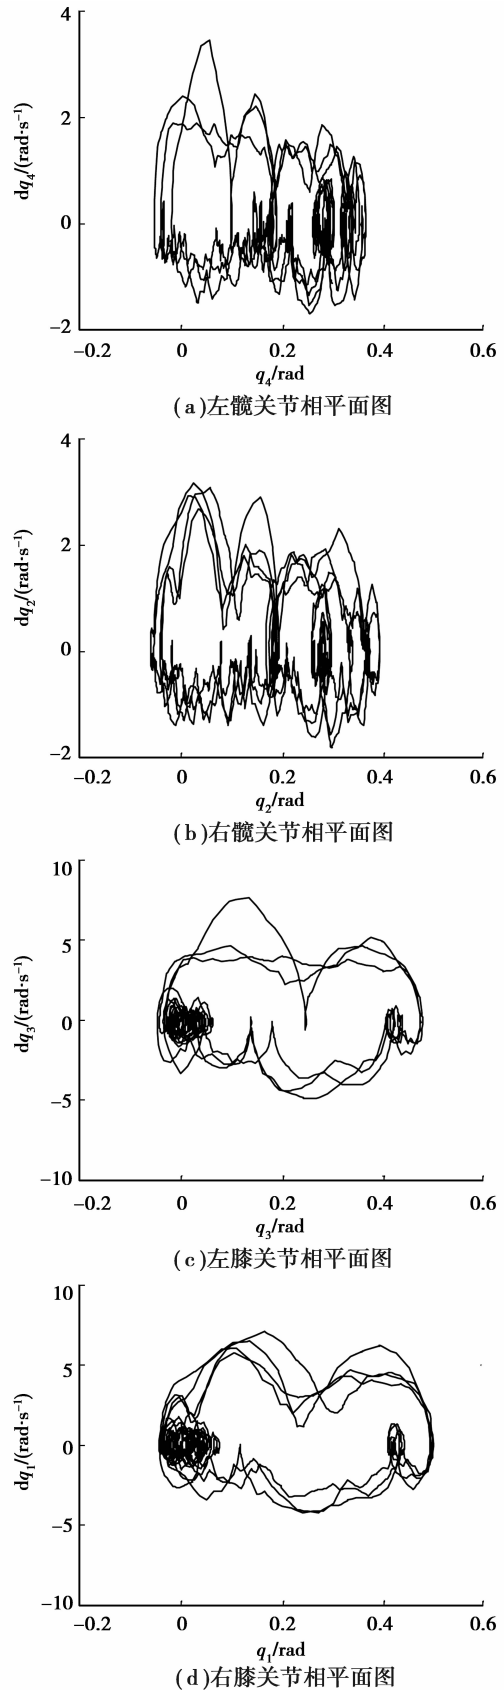 4
2
0
−2
dq₄/(rad·s⁻¹)
−0.2 0 0.2 0.4 0.6
q₄/rad
(a)左髋关节相平面图
4
2
0
−2
dq₂/(rad·s⁻¹)
−0.2 0 0.2 0.4 0.6
q₂/rad
(b)右髋关节相平面图
10
5
0
−5
−10
dq₃/(rad·s⁻¹)
−0.2 0 0.2 0.4 0.6
q₃/rad
(c)左膝关节相平面图
10
5
0
−5
−10
dq₁/(rad·s⁻¹)
−0.2 0 0.2 0.4 0.6
q₁/rad
(d)右膝关节相平面图